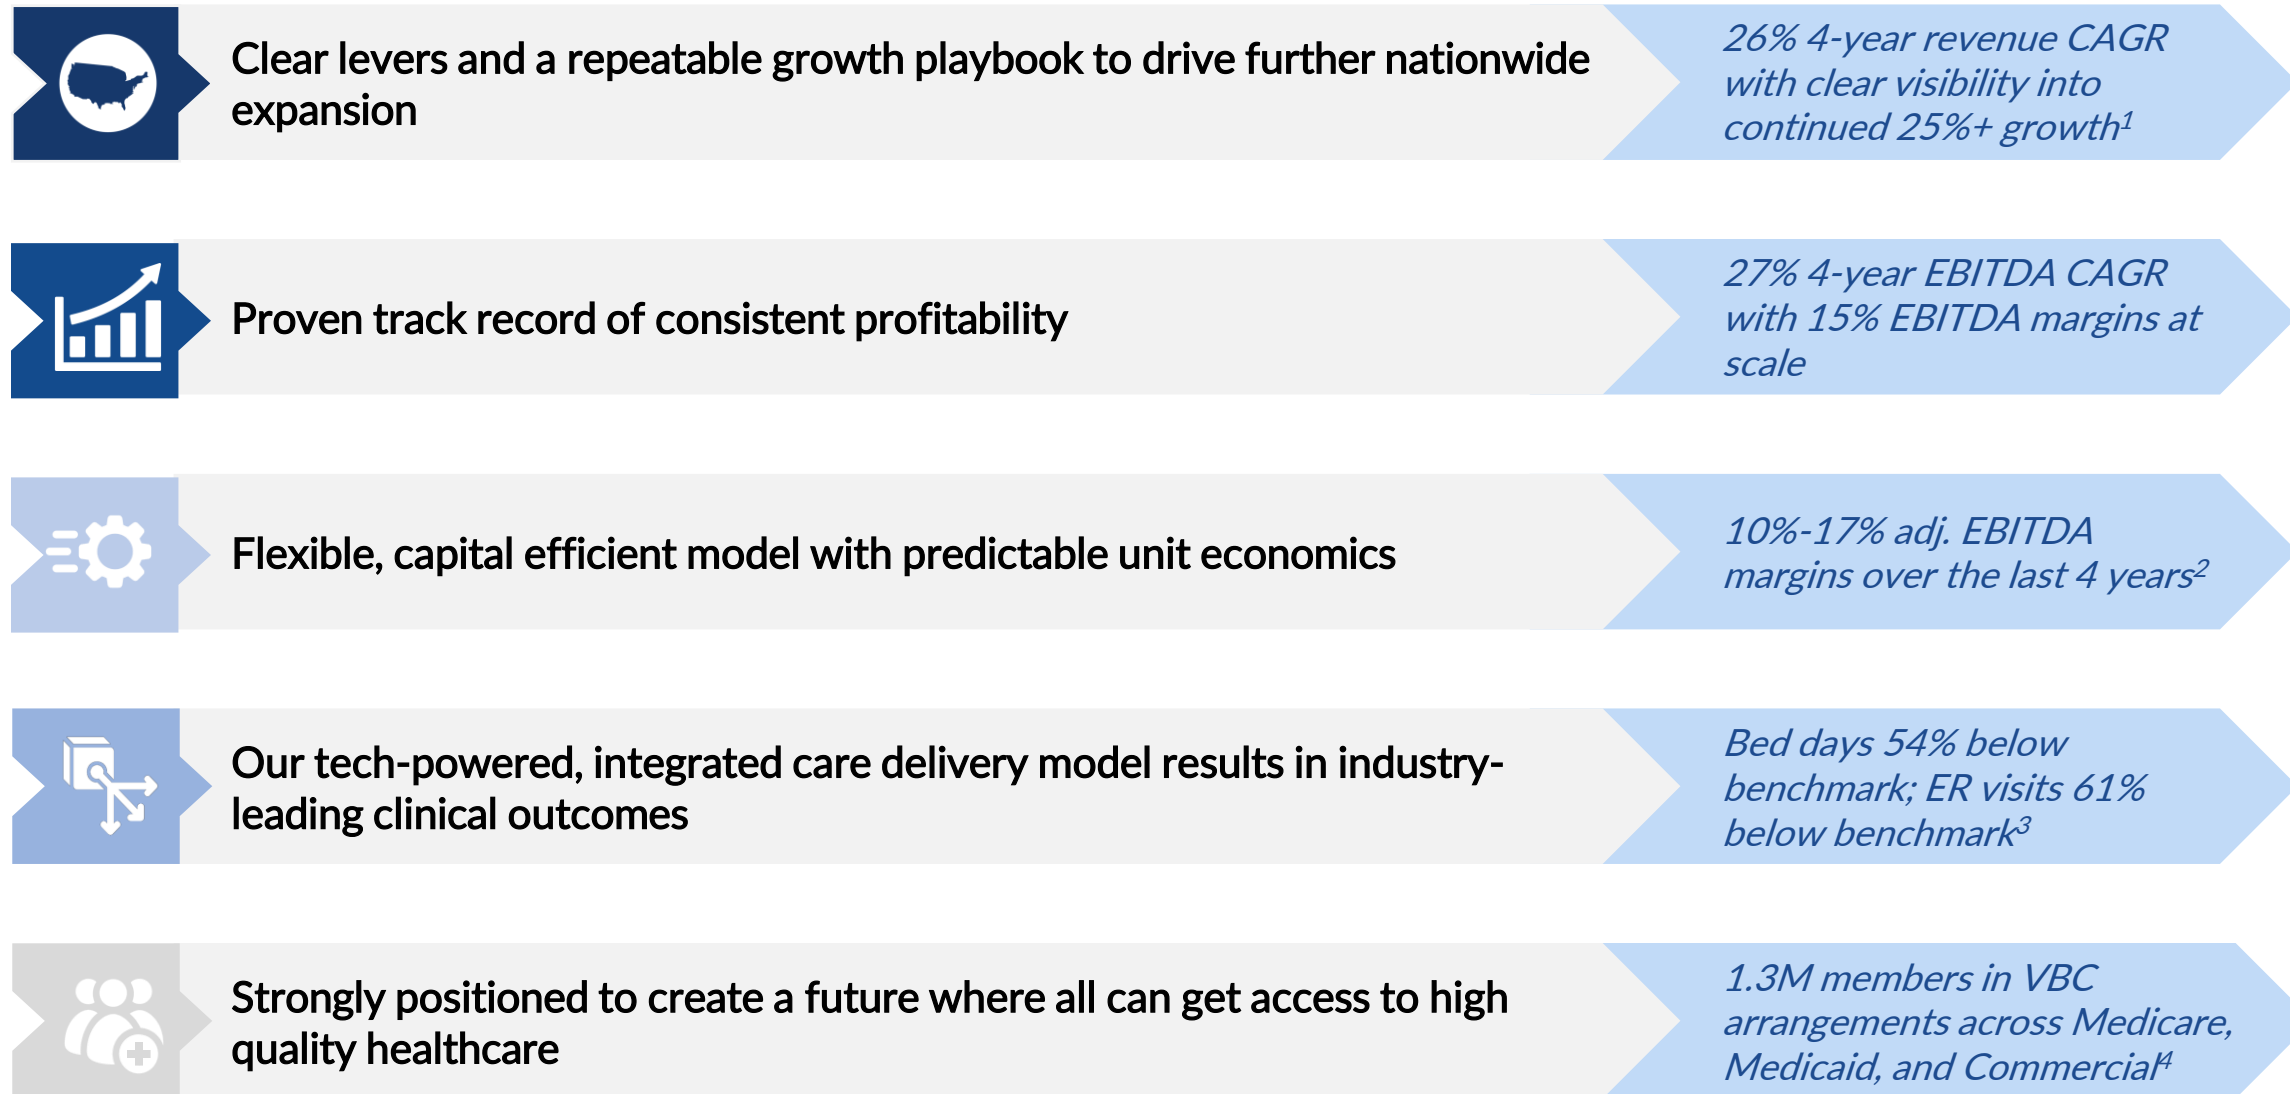 Clear levers and a repeatable growth playbook to drive further nationwide
expansion
26% 4-year revenue CAGR
with clear visibility into
continued 25%+ growth¹
Proven track record of consistent profitability
27% 4-year EBITDA CAGR
with 15% EBITDA margins at
scale
Flexible, capital efficient model with predictable unit economics
10%-17% adj. EBITDA
margins over the last 4 years²
Our tech-powered, integrated care delivery model results in industry-
leading clinical outcomes
Bed days 54% below
benchmark; ER visits 61%
below benchmark³
Strongly positioned to create a future where all can get access to high
quality healthcare
1.3M members in VBC
arrangements across Medicare,
Medicaid, and Commercial⁴